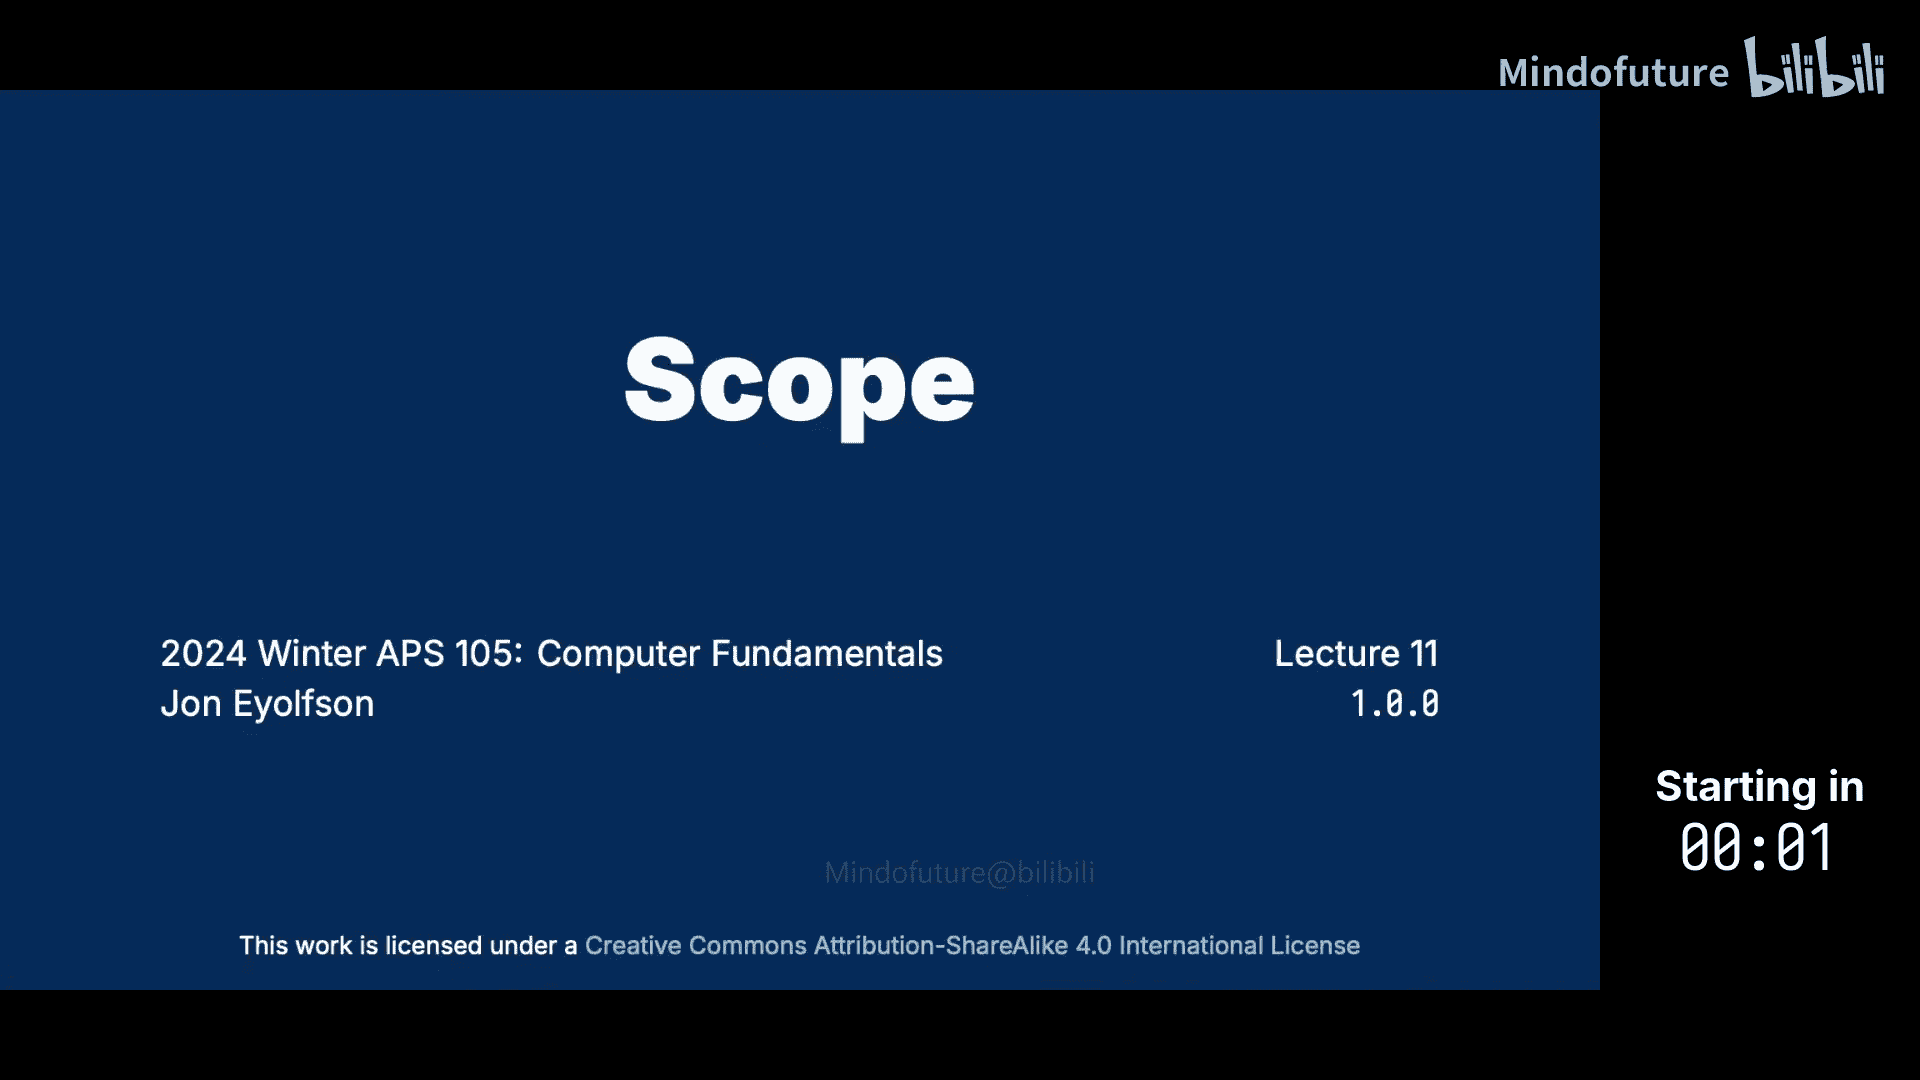 Mindofuture bilibili
Scope
2024 Winter APS 105: Computer Fundamentals
Jon Eyolfson
Lecture 11
1.0.0
Starting in
00:01
Mindofuture@bilibili
This work is licensed under a Creative Commons Attribution-ShareAlike 4.0 International License